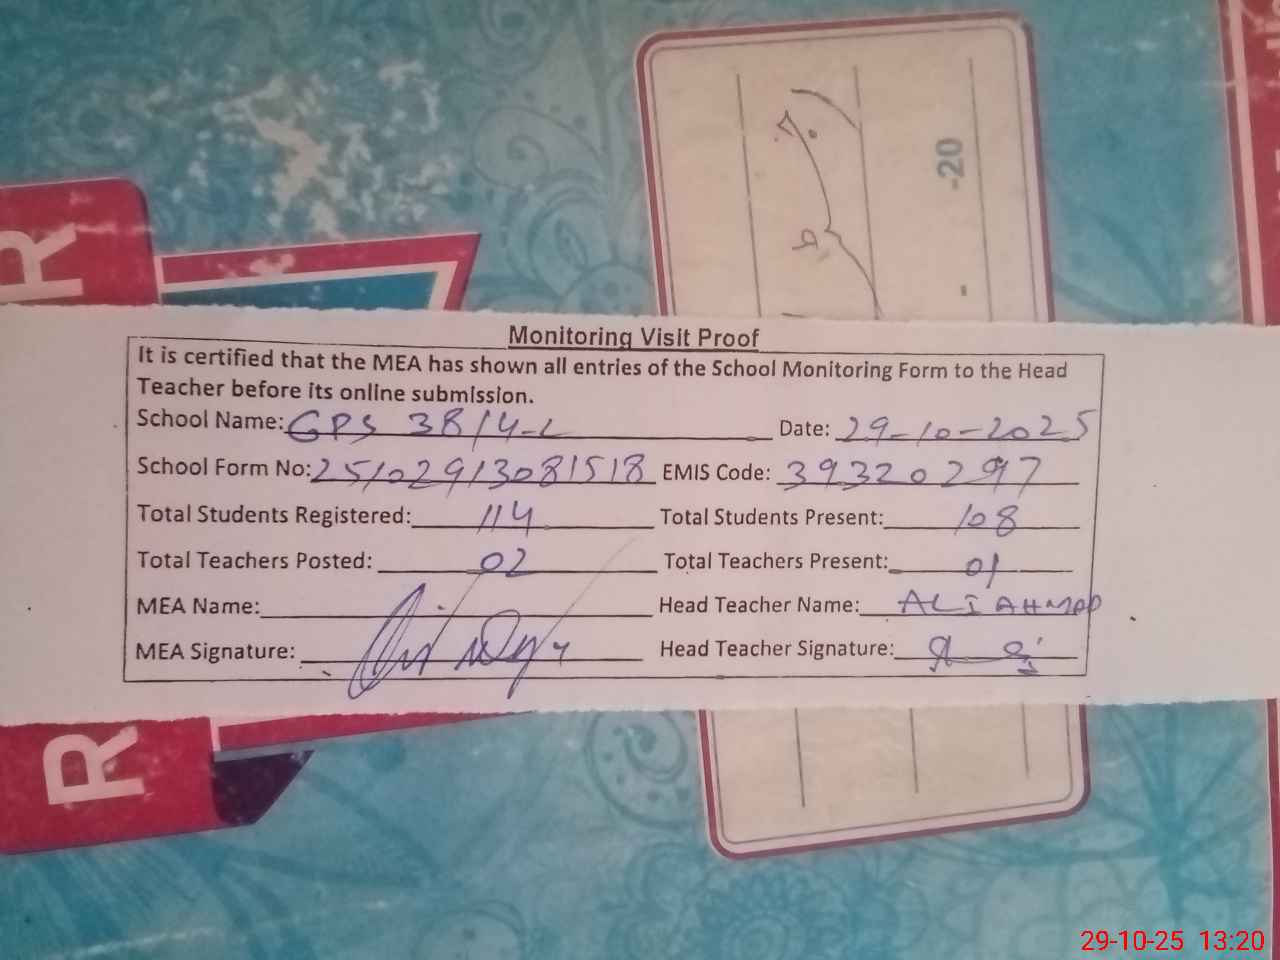 R
-20
-
Monitoring Visit Proof
It is certified that the MEA has shown all entries of the School Monitoring Form to the Head
Teacher before its online submission.
School Name: GPS 38/4-L Date: 29-10-2025
School Form No: 25102913081518 EMIS Code: 39320297
Total Students Registered: 114 Total Students Present: 108
Total Teachers Posted: 02 Total Teachers Present: 01
MEA Name: Head Teacher Name: ALI AHMAD
MEA Signature: Head Teacher Signature:
R
29-10-25 13:20